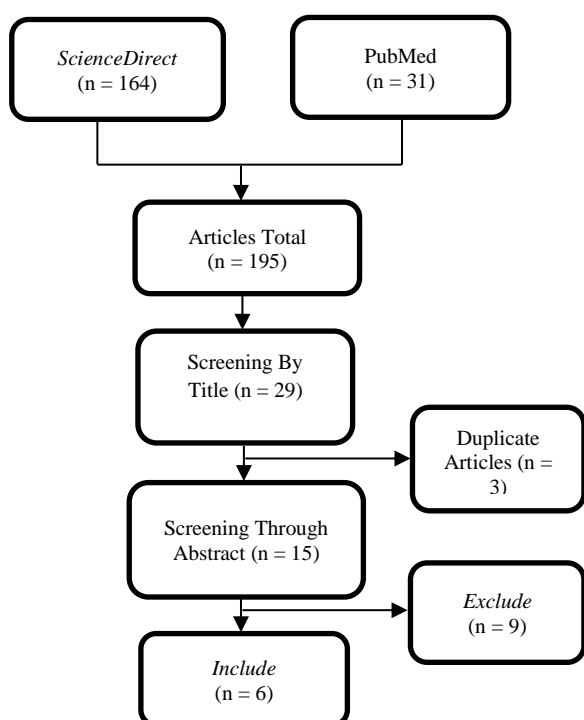 ScienceDirect
(n = 164)
PubMed
(n = 31)
Articles Total
(n = 195)
Screening By
Title (n = 29)
Duplicate
Articles (n =
3)
Screening Through
Abstract (n = 15)
Exclude
(n = 9)
Include
(n = 6)